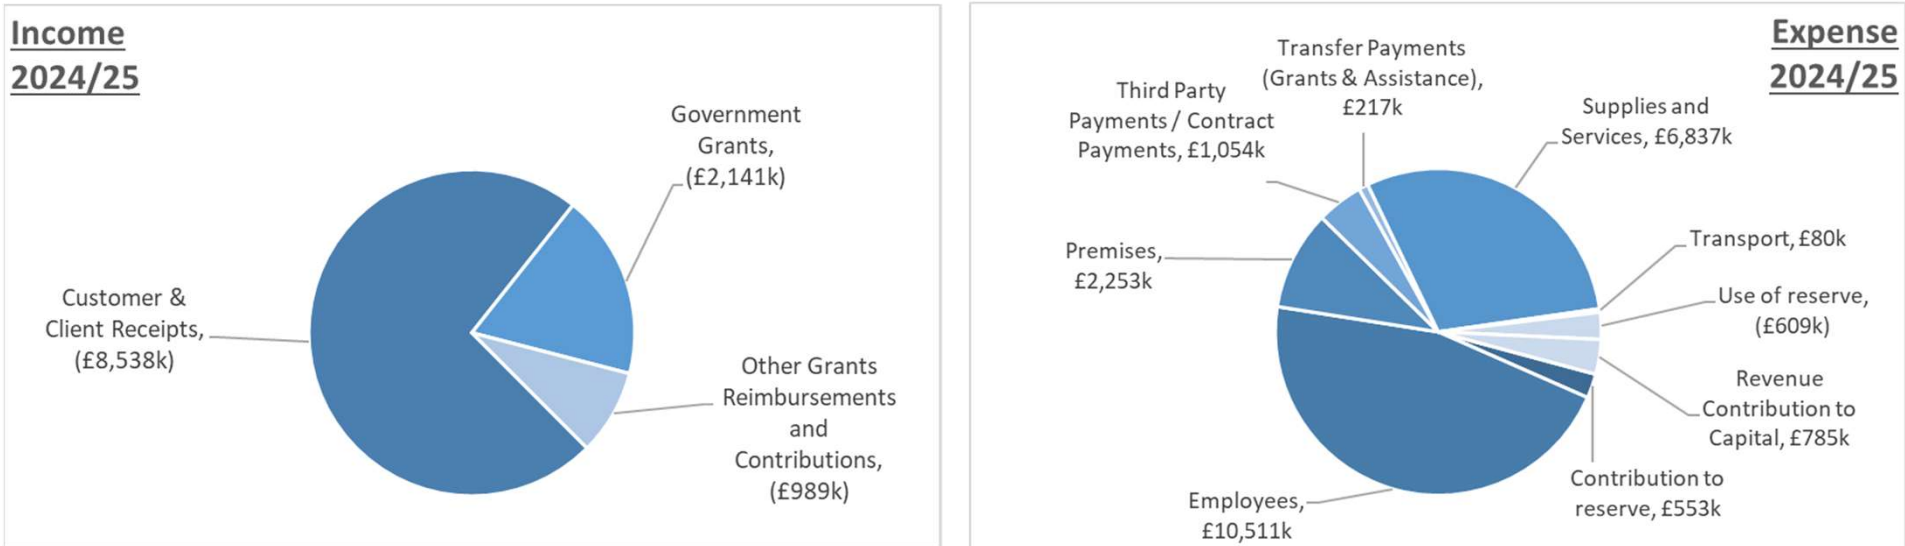 Income
2024/25
Government
Grants,
(£2,141k)
Customer &
Client Receipts,
(£8,538k)
Other Grants
Reimbursements
and
Contributions,
(£989k)
Expense
2024/25
Transfer Payments
(Grants & Assistance),
£217k
Third Party
Payments / Contract
Payments, £1,054k
Supplies and
Services, £6,837k
Premises,
£2,253k
Transport, £80k
Use of reserve,
(£609k)
Revenue
Contribution to
Capital, £785k
Contribution to
reserve, £553k
Employees,
£10,511k